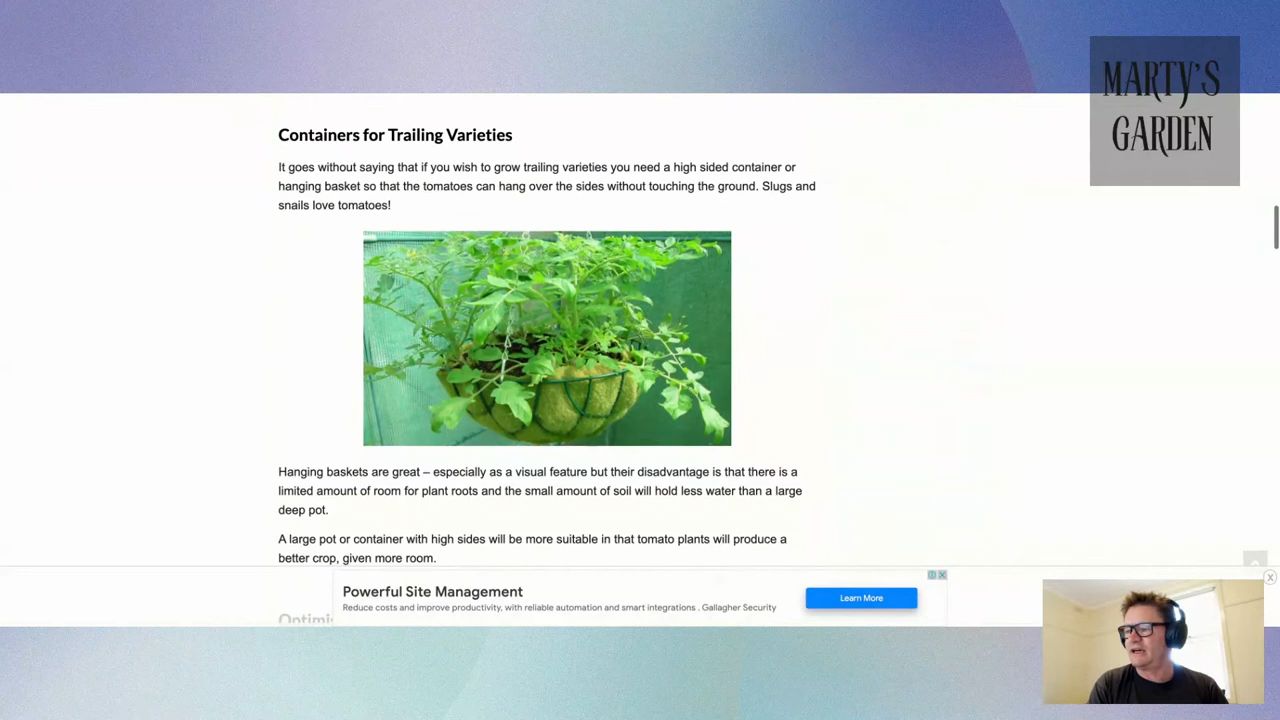 MARTY'S
GARDEN
Containers for Trailing Varieties
It goes without saying that if you wish to grow trailing varieties you need a high sided container or
hanging basket so that the tomatoes can hang over the sides without touching the ground. Slugs and
snails love tomatoes!
Hanging baskets are great – especially as a visual feature but their disadvantage is that there is a
limited amount of room for plant roots and the small amount of soil will hold less water than a large
deep pot.
A large pot or container with high sides will be more suitable in that tomato plants will produce a
better crop, given more room.
Powerful Site Management
Reduce costs and improve productivity, with reliable automation and smart integrations . Gallagher Security
Learn More